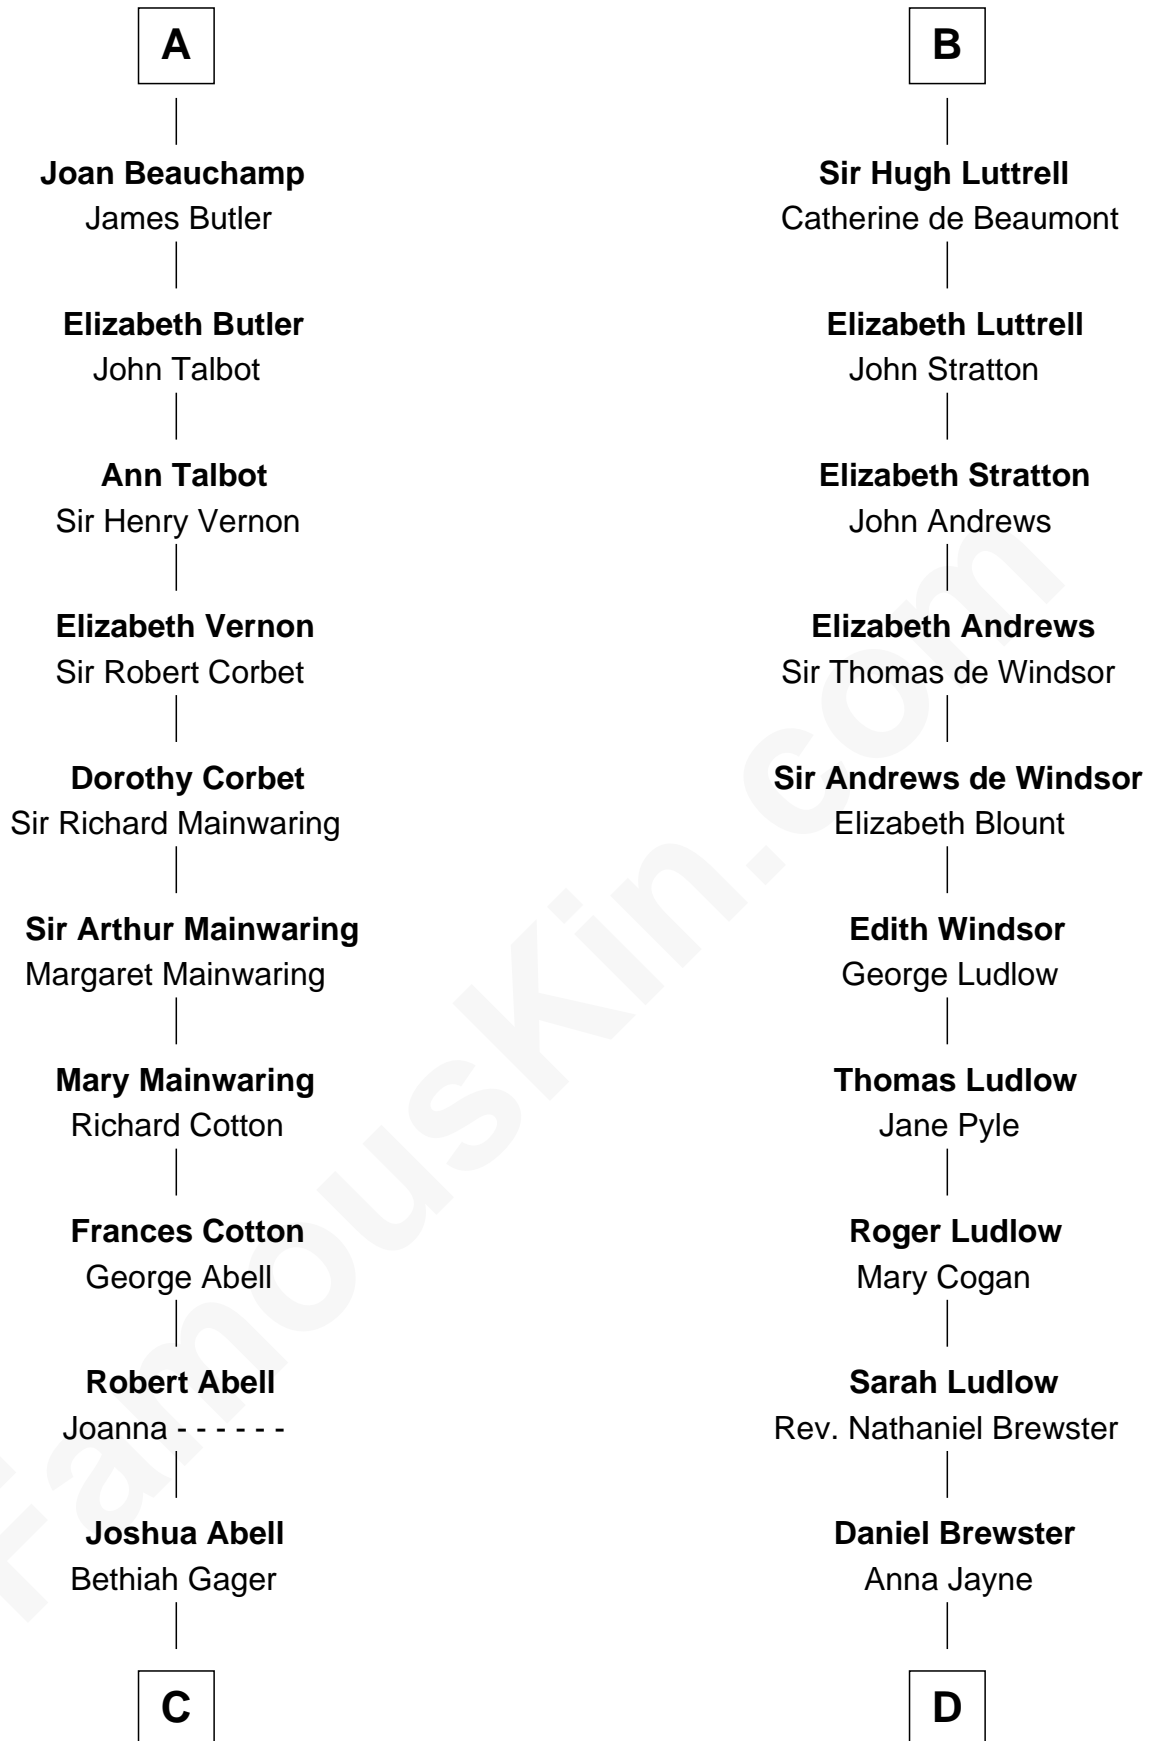 A
Joan Beauchamp
James Butler
Elizabeth Butler
John Talbot
Ann Talbot
Sir Henry Vernon
Elizabeth Vernon
Sir Robert Corbet
Dorothy Corbet
Sir Richard Mainwaring
Sir Arthur Mainwaring
Margaret Mainwaring
Mary Mainwaring
Richard Cotton
Frances Cotton
George Abell
Robert Abell
Joanna - - - - - -
Joshua Abell
Bethiah Gager
C
B
Sir Hugh Luttrell
Catherine de Beaumont
Elizabeth Luttrell
John Stratton
Elizabeth Stratton
John Andrews
Elizabeth Andrews
Sir Thomas de Windsor
Sir Andrews de Windsor
Elizabeth Blount
Edith Windsor
George Ludlow
Thomas Ludlow
Jane Pyle
Roger Ludlow
Mary Cogan
Sarah Ludlow
Rev. Nathaniel Brewster
Daniel Brewster
Anna Jayne
D
FamousKin.com